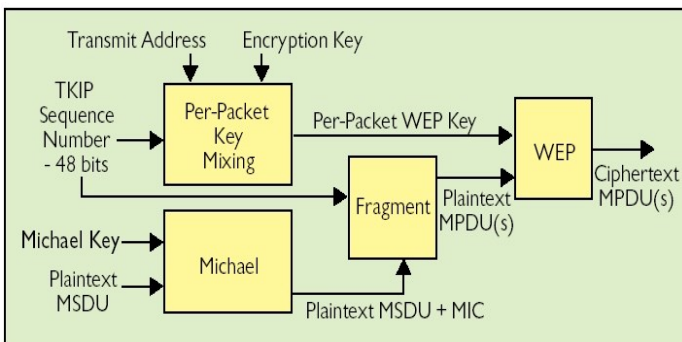 Transmit Address
Encryption Key
TKIP
Sequence
Number
- 48 bits
Per-Packet
Key
Mixing
Per-Packet WEP Key
WEP
Ciphertext
MPDU(s)
Fragment
Plaintext
MPDU(s)
Michael Key
Plaintext
MSDU
Michael
Plaintext MSDU + MIC